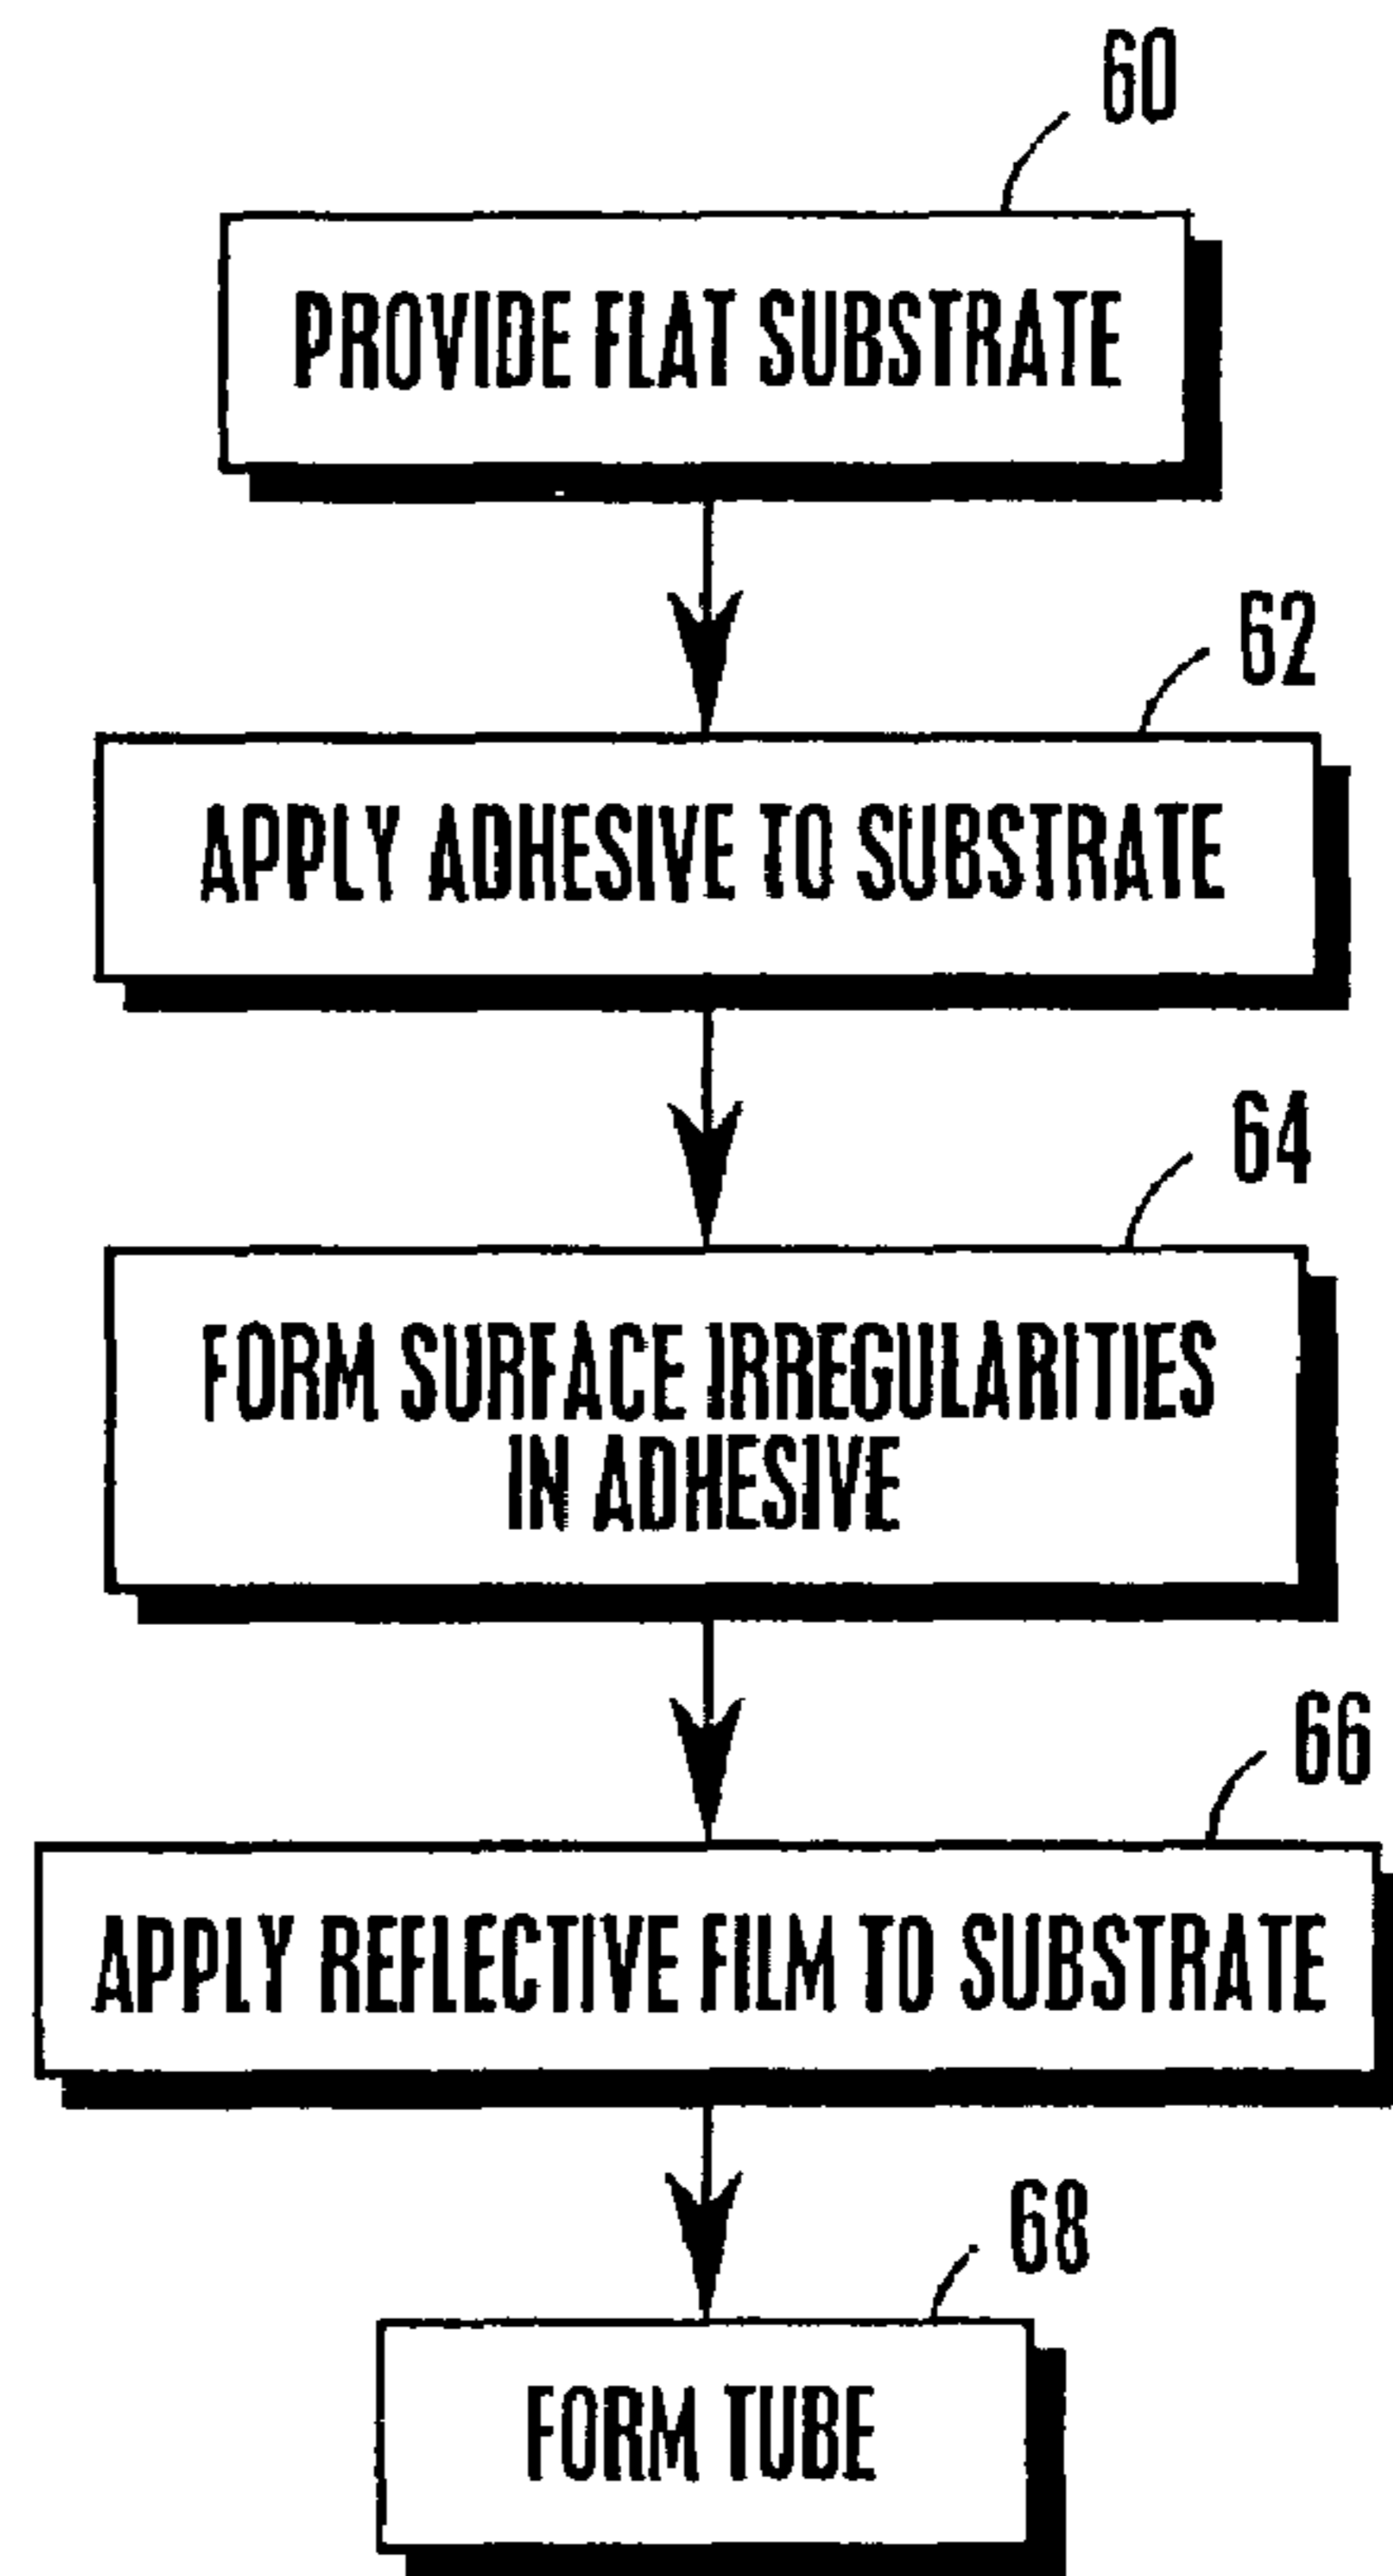 60
PROVIDE FLAT SUBSTRATE
62
APPLY ADHESIVE TO SUBSTRATE
64
FORM SURFACE IRREGULARITIES
IN ADHESIVE
66
APPLY REFLECTIVE FILM TO SUBSTRATE
68
FORM TUBE